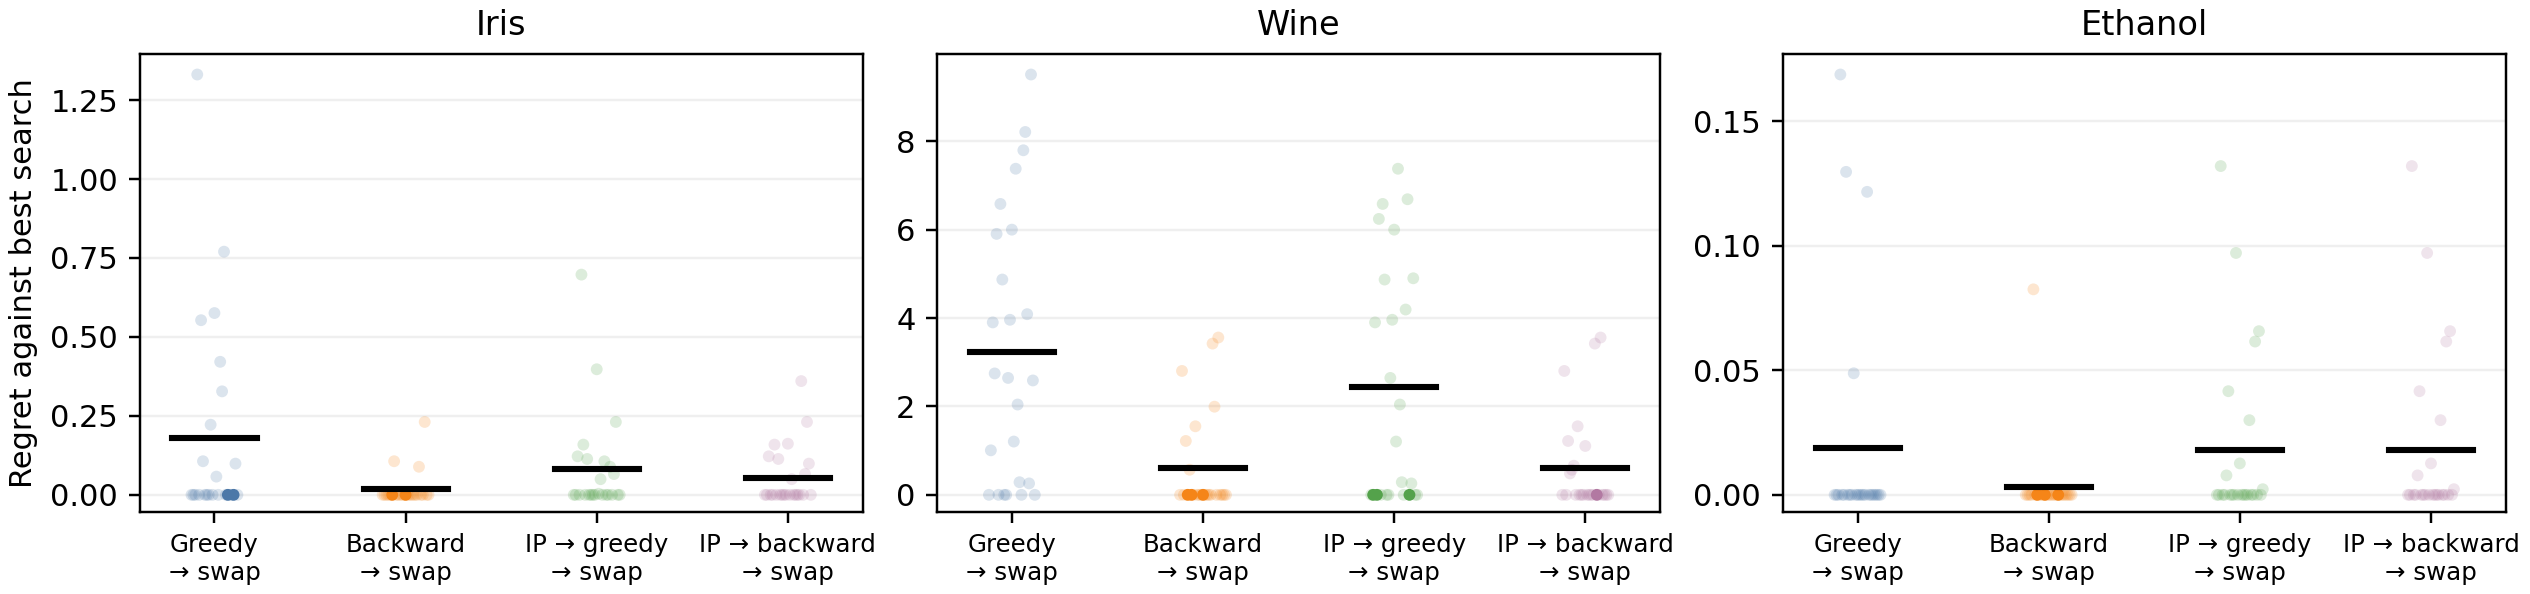 Iris
Wine
Ethanol
Regret against best search
1.25
1.00
0.75
0.50
0.25
0.00
Greedy
→ swap
Backward
→ swap
IP → greedy
→ swap
IP → backward
→ swap
8
6
4
2
0
Greedy
→ swap
Backward
→ swap
IP → greedy
→ swap
IP → backward
→ swap
0.15
0.10
0.05
0.00
Greedy
→ swap
Backward
→ swap
IP → greedy
→ swap
IP → backward
→ swap